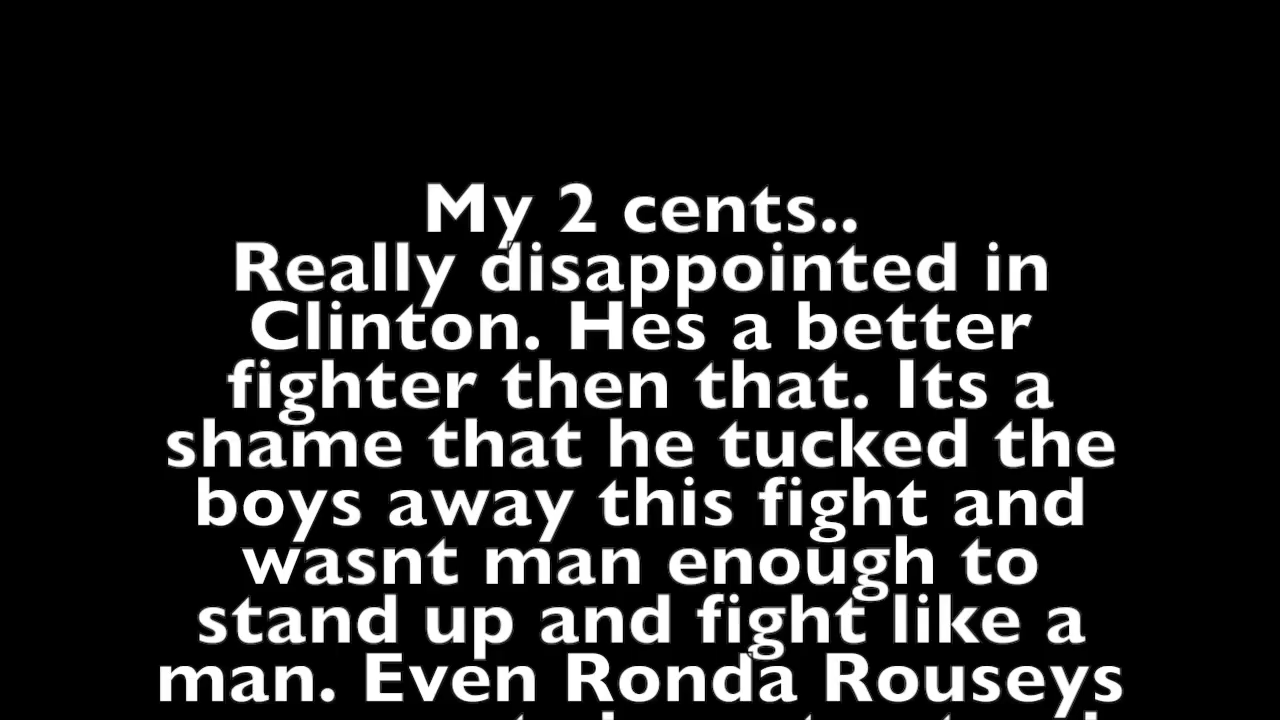 My 2 cents..
Really disappointed in
Clinton. Hes a better
fighter then that. Its a
shame that he tucked the
boys away this fight and
wasnt man enough to
stand up and fight like a
man. Even Ronda Rouseys